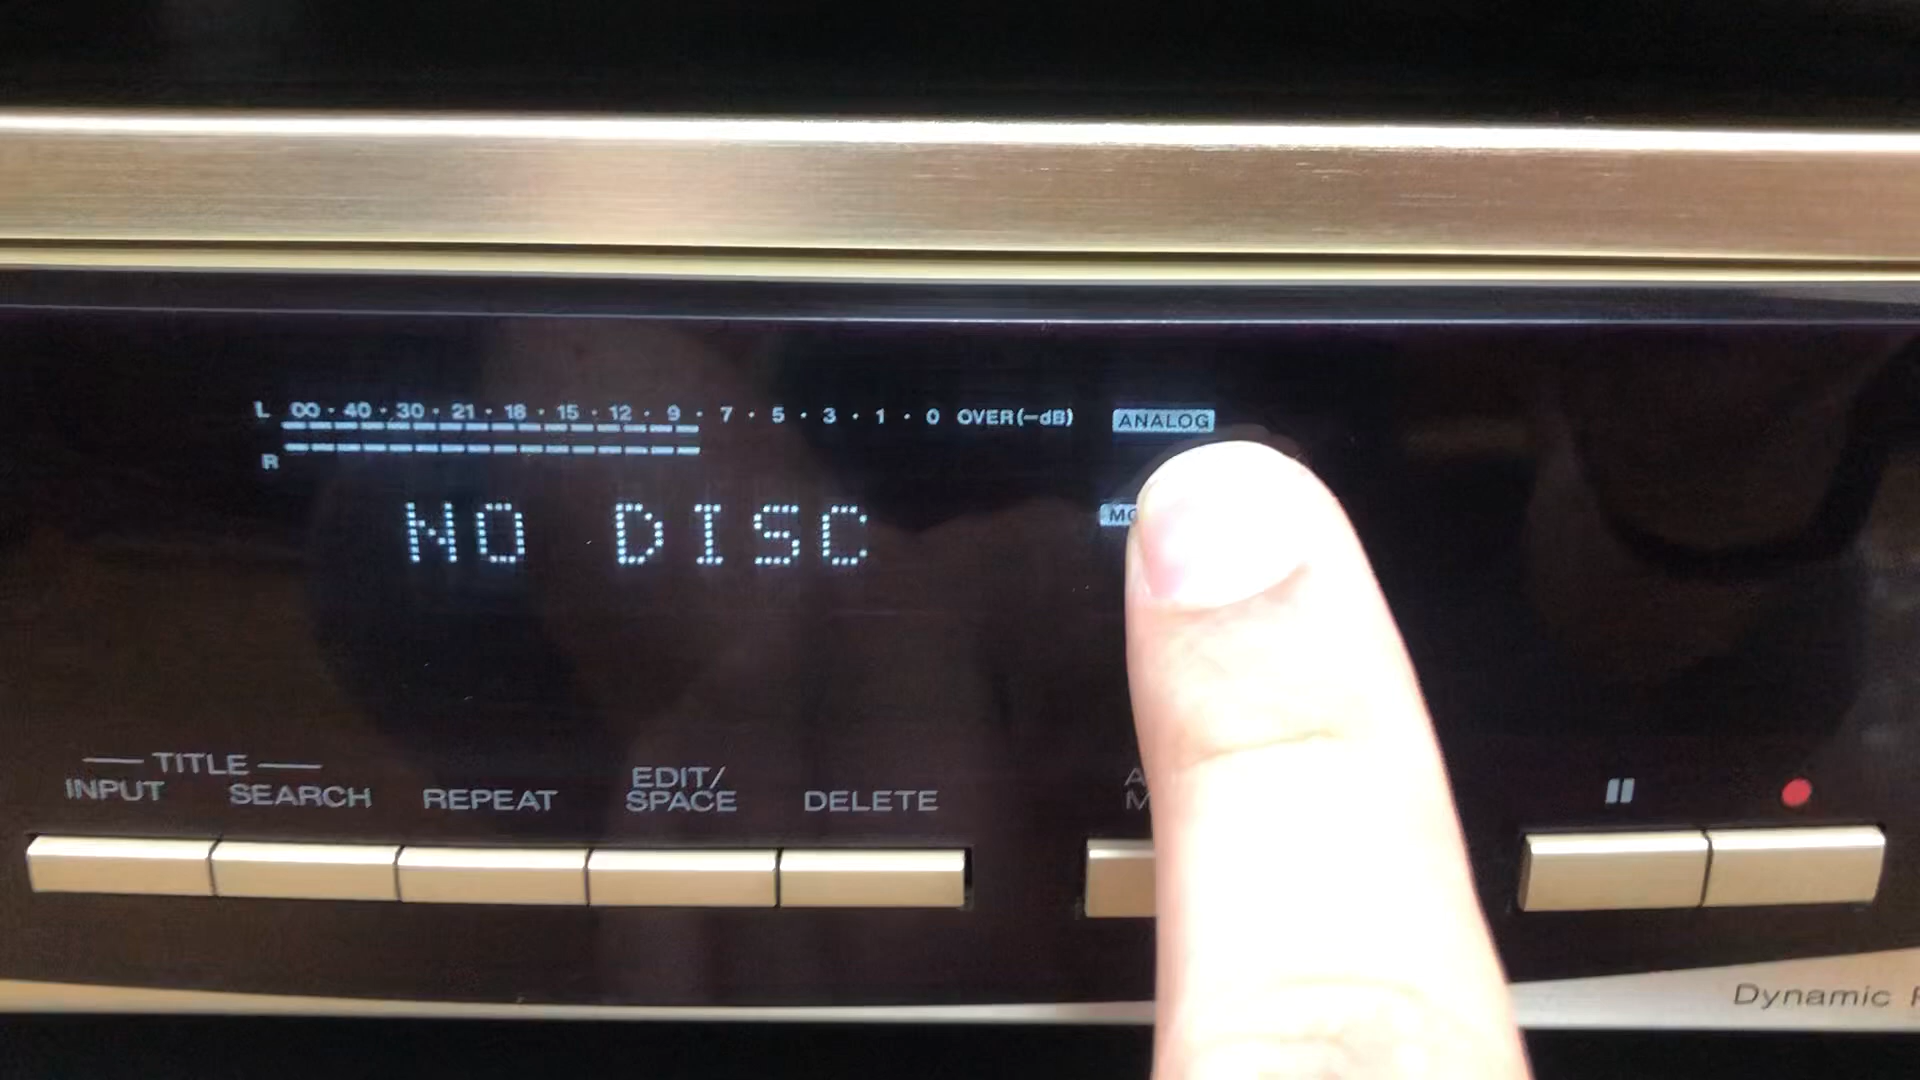 L 00 · 40 · 30 · 21 · 18 · 15 · 12 · 9 · 7 · 5 · 3 · 1 · 0 OVER(−dB) ANALOG
R
NO DISC
TITLE
INPUT SEARCH REPEAT EDIT/SPACE DELETE
Dynamic